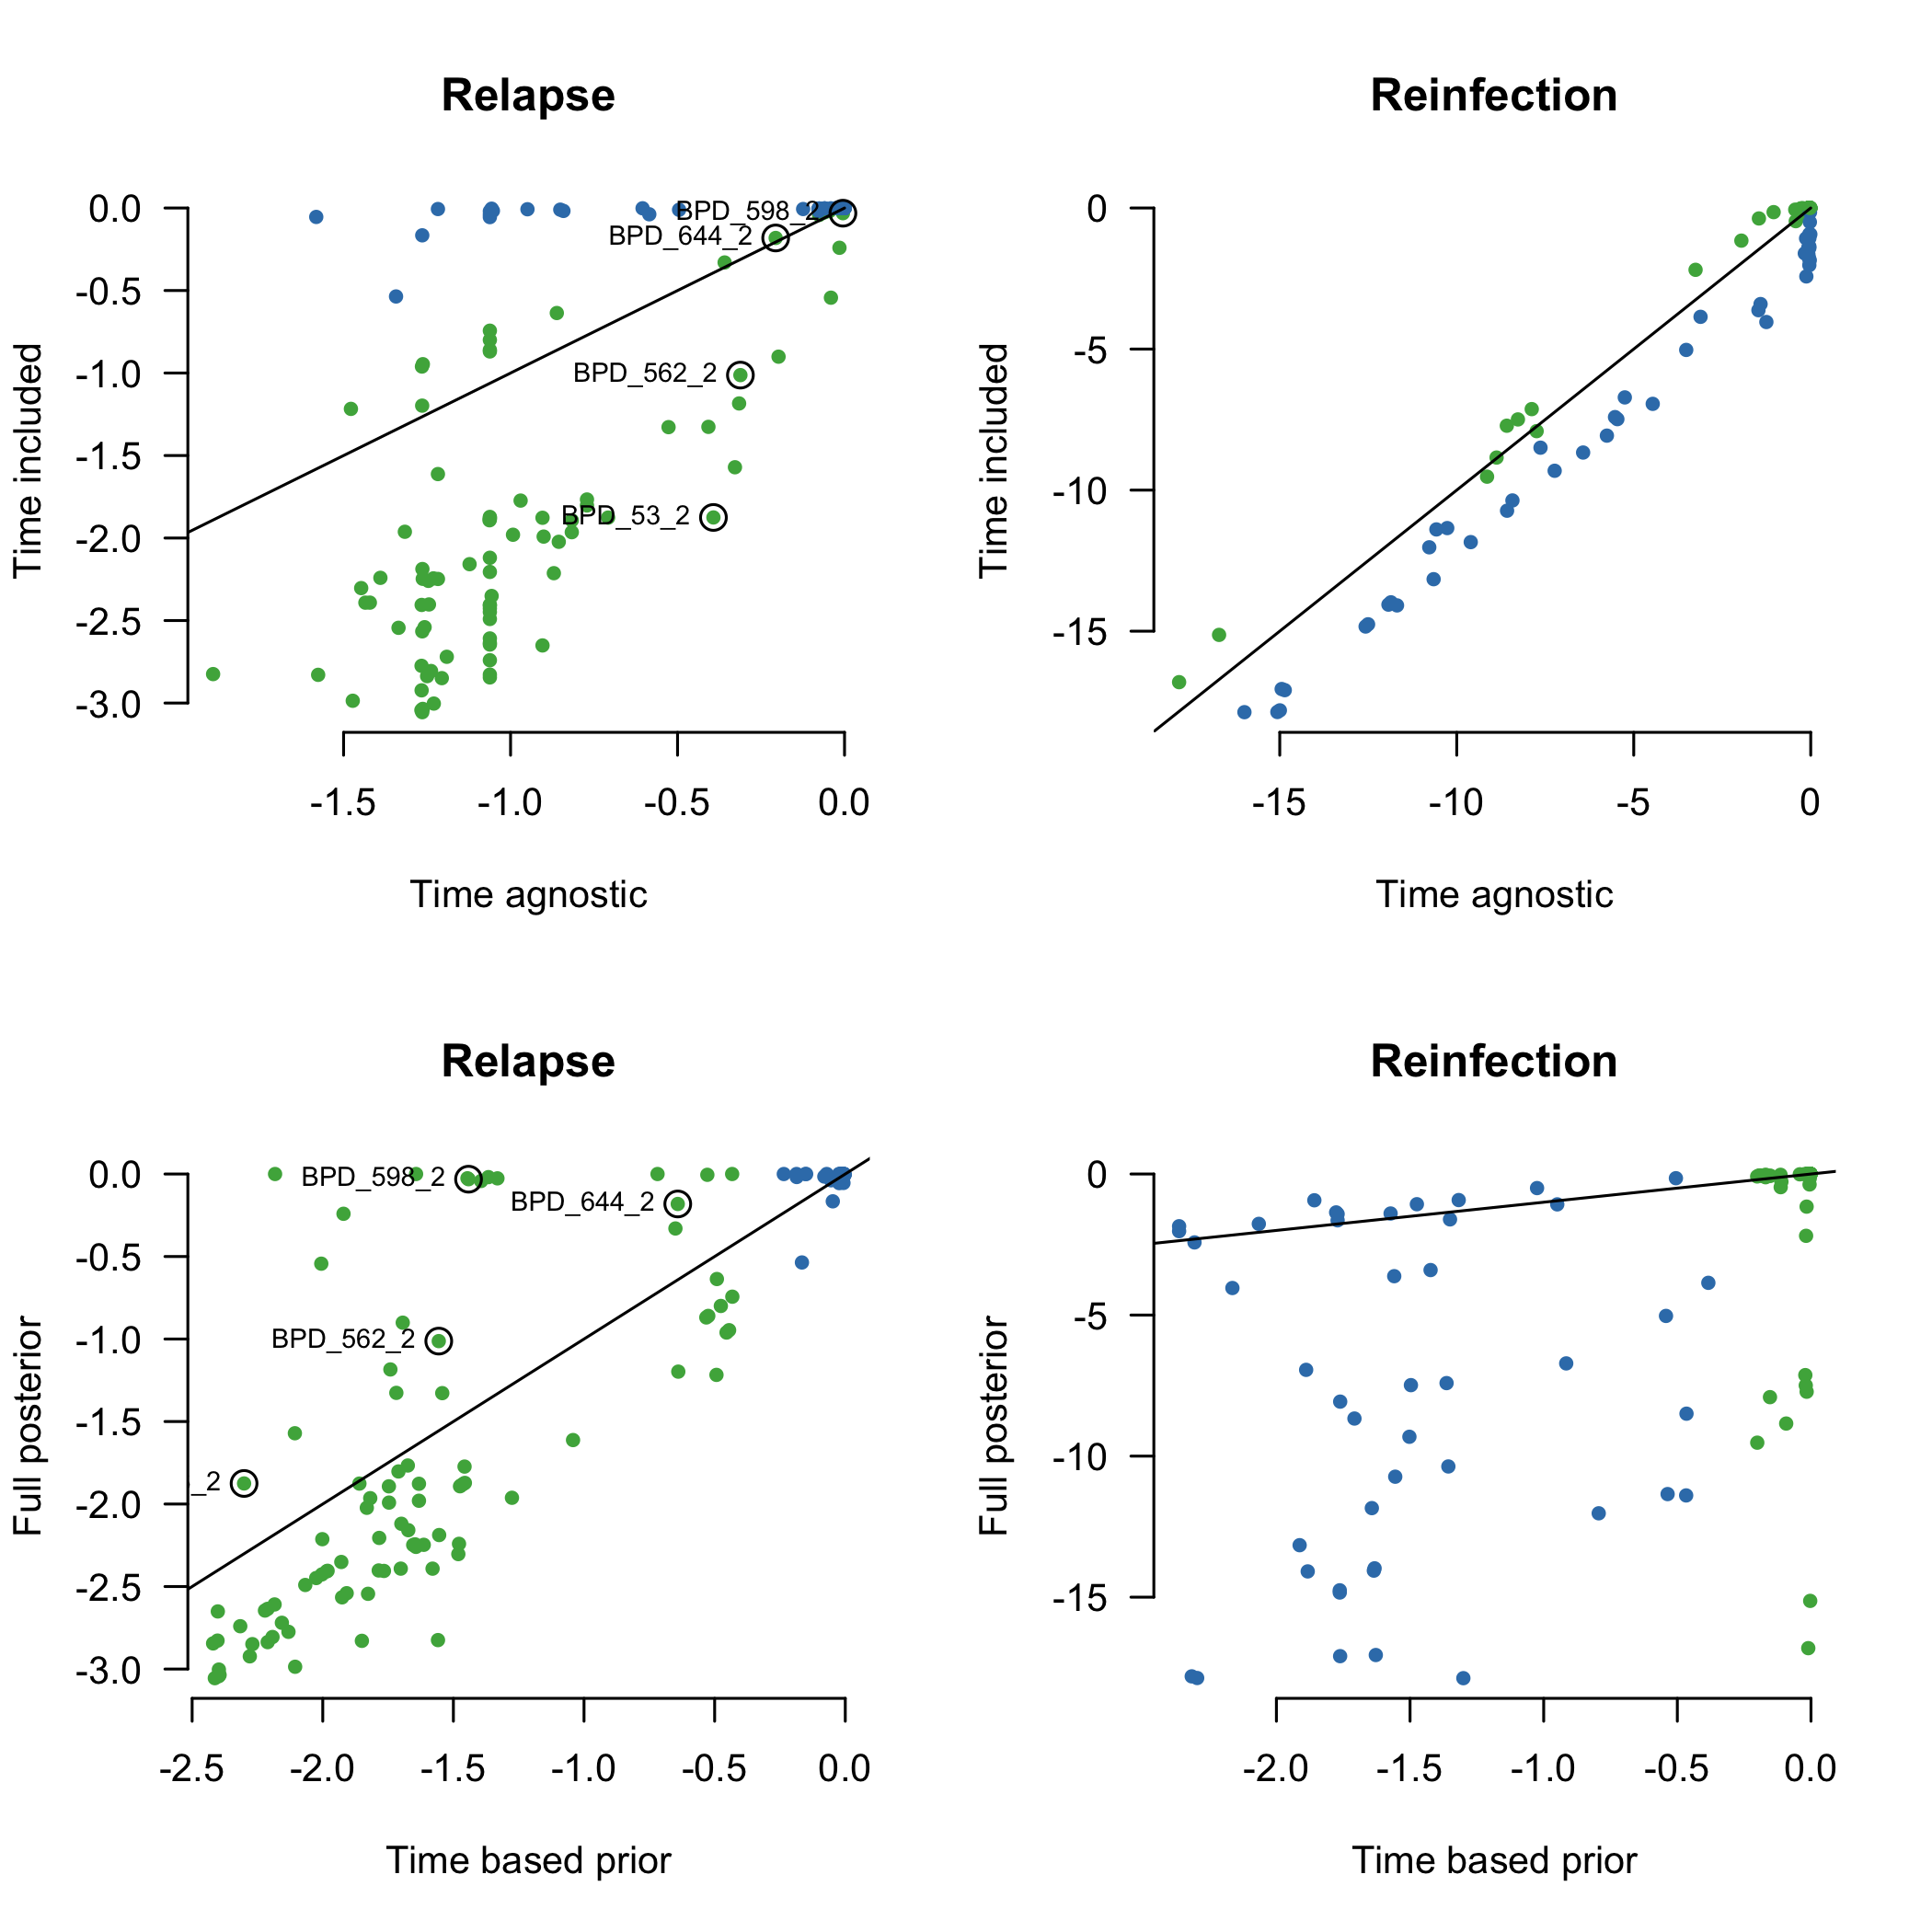 Relapse
Time included
0.0
-0.5
-1.0
-1.5
-2.0
-2.5
-3.0
BPD_598_2
BPD_644_2
BPD_562_2
BPD_53_2
-1.5 -1.0 -0.5 0.0
Time agnostic
Reinfection
Time included
0
-5
-10
-15
-15 -10 -5 0
Time agnostic
Relapse
Full posterior
0.0
-0.5
-1.0
-1.5
-2.0
-2.5
-3.0
BPD_598_2
BPD_644_2
BPD_562_2
_2
-2.5 -2.0 -1.5 -1.0 -0.5 0.0
Time based prior
Reinfection
Full posterior
0
-5
-10
-15
-2.0 -1.5 -1.0 -0.5 0.0
Time based prior